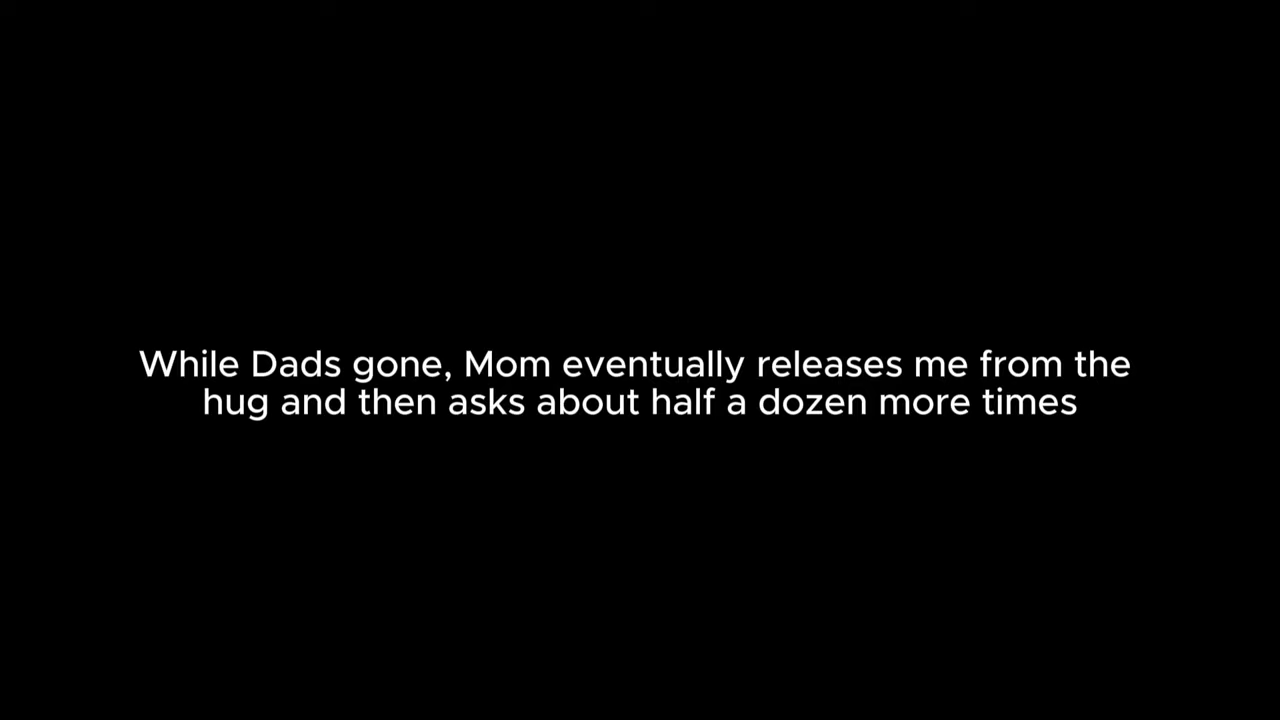 While Dads gone, Mom eventually releases me from the
hug and then asks about half a dozen more times